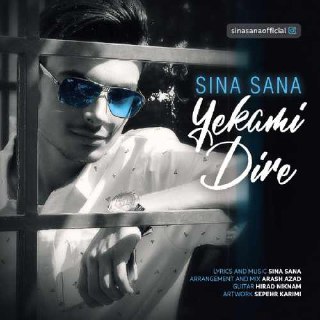 sinasanaofficial
SINA SANA
Yekami
Dire
LYRICS AND MUSIC SINA SANA
ARRANGEMENT AND MIX ARASH AZAD
GUITAR HIRAD NIKNAM
ARTWORK SEPEHR KARIMI